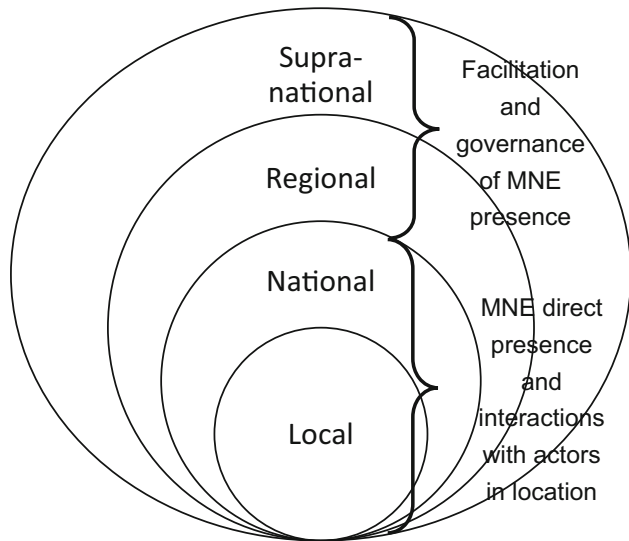 Supra-
national
Regional
National
Local
Facilitation
and
governance
of MNE
presence
MNE direct
presence
and
interactions
with actors
in location